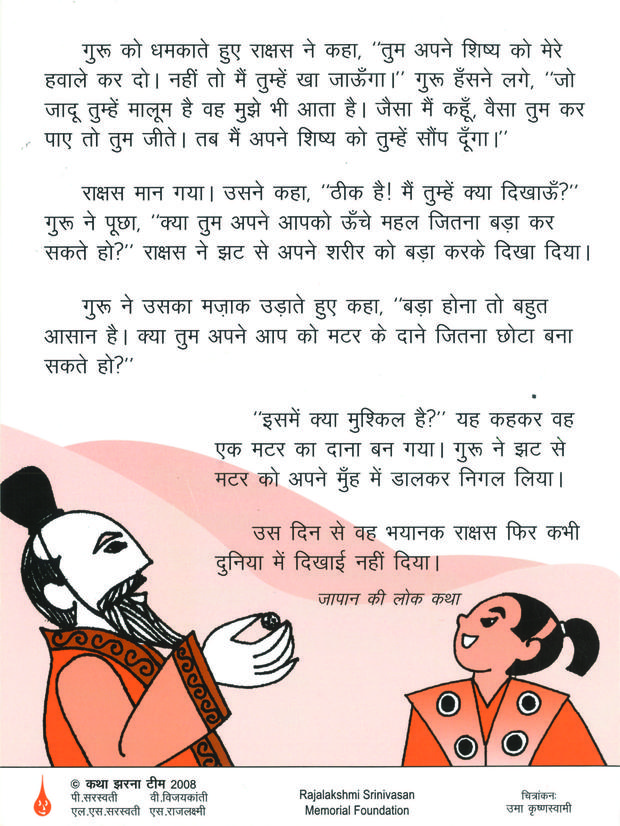 गुरू को धमकाते हुए राक्षस ने कहा, ''तुम अपने शिष्य को मेरे
हवाले कर दो। नहीं तो मैं तुम्हें खा जाऊँगा।'' गुरू हँसने लगे, ''जो
जादू तुम्हें मालूम है वह मुझे भी आता है। जैसा मैं कहूँ, वैसा तुम कर
पाए तो तुम जीते। तब मैं अपने शिष्य को तुम्हें सौंप दूँगा।''
राक्षस मान गया। उसने कहा, ''ठीक है! मैं तुम्हें क्या दिखाऊँ?''
गुरू ने पूछा, ''क्या तुम अपने आपको ऊँचे महल जितना बड़ा कर
सकते हो?'' राक्षस ने झट से अपने शरीर को बड़ा करके दिखा दिया।
गुरू ने उसका मज़ाक उड़ाते हुए कहा, ''बड़ा होना तो बहुत
आसान है। क्या तुम अपने आप को मटर के दाने जितना छोटा बना
सकते हो?''
''इसमें क्या मुश्किल है?'' यह कहकर वह
एक मटर का दाना बन गया। गुरू ने झट से
मटर को अपने मुँह में डालकर निगल लिया।
उस दिन से वह भयानक राक्षस फिर कभी
दुनिया में दिखाई नहीं दिया।
जापान की लोक कथा
© कथा झरना टीम 2008
पी.सरस्वती वी.विजयकांती
एल.एस.सरस्वती एस.राजलक्ष्मी
Rajalakshmi Srinivasan
Memorial Foundation
चित्रांकनः
उमा कृष्णस्वामी